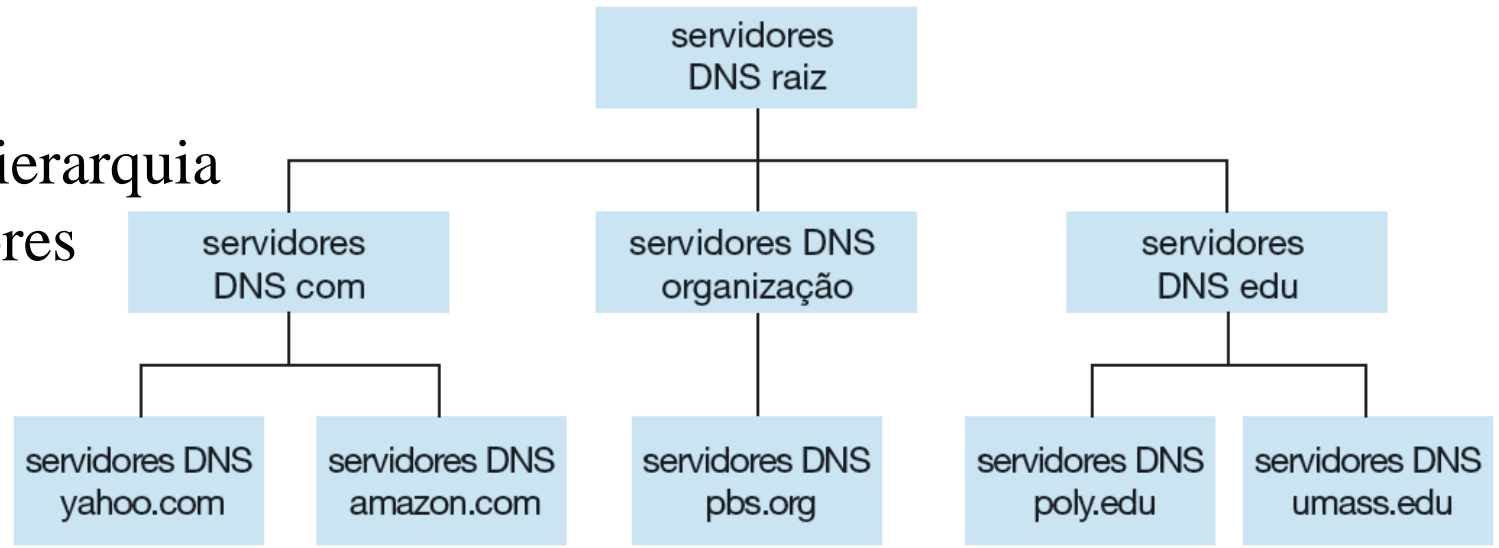 servidores
DNS raiz
ierarquia
res
servidores
DNS com
servidores DNS
organização
servidores
DNS edu
servidores DNS
yahoo.com
servidores DNS
amazon.com
servidores DNS
pbs.org
servidores DNS
poly.edu
servidores DNS
umass.edu